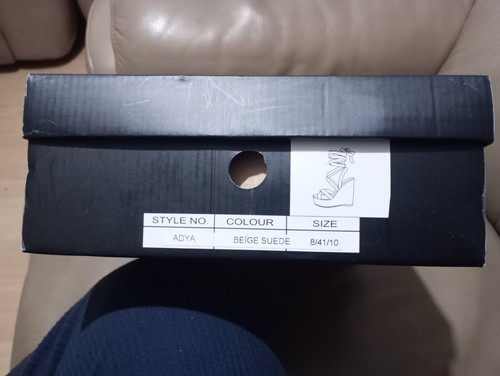 STYLE NO. COLOUR SIZE
ADYA BEIGE SUEDE 8/41/10